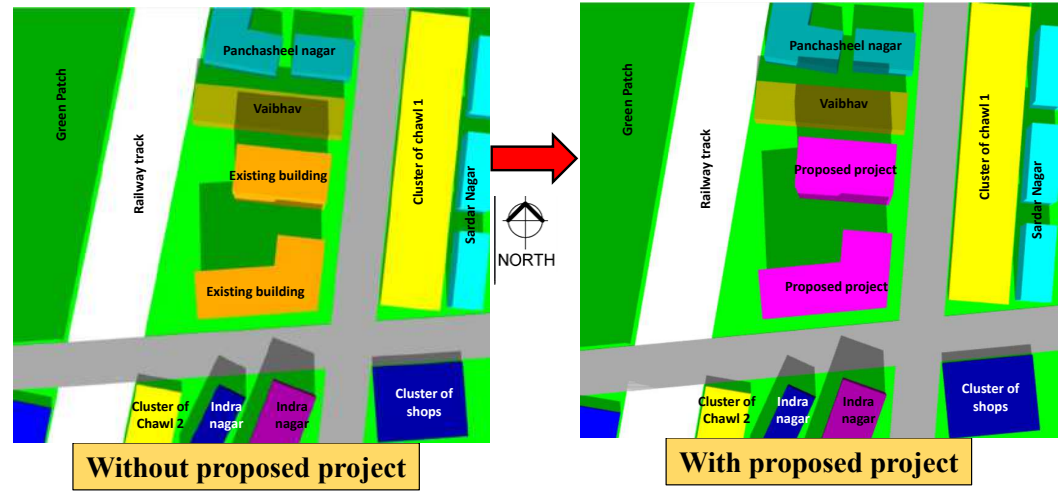 Panchasheel nagar
Green Patch
Vaibhav
Railway track
Existing building
Cluster of chawl 1
Sardar Nagar
Existing building
Cluster of
Chawl 2
Indra
nagar
Indra
nagar
Cluster of
shops
Without proposed project
NORTH
Panchasheel nagar
Green Patch
Vaibhav
Railway track
Proposed project
Cluster of chawl 1
Sardar Nagar
Proposed project
Cluster of
Chawl 2
Indra
nagar
Indra
nagar
Cluster of
shops
With proposed project